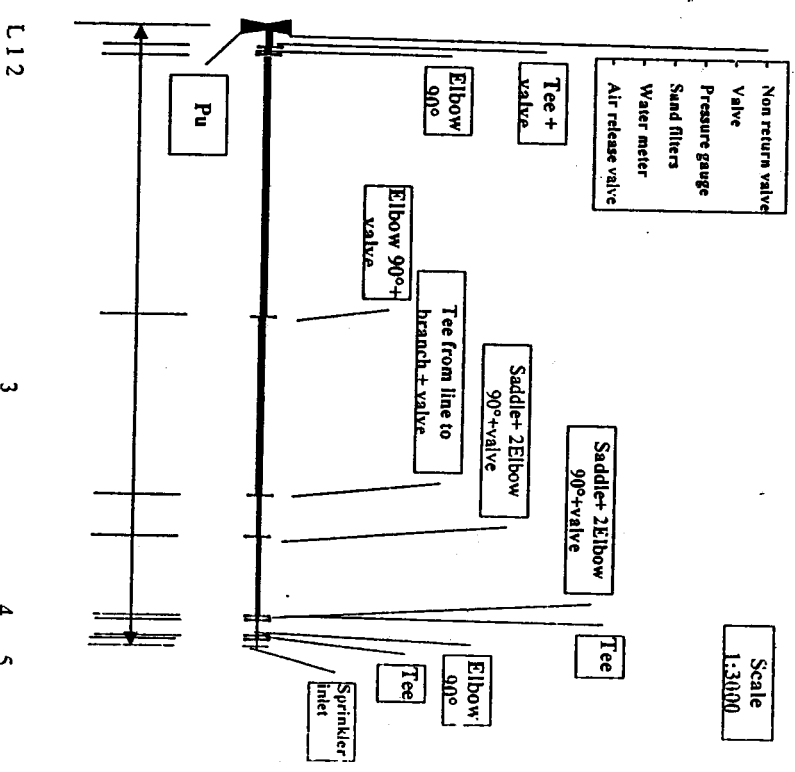 Non return valve
Valve
Pressure gauge
Sand filters
Water meter
Air release valve
Tee +
valve
Elbow
90°
Pu
Elbow 90°+
valve
Tee from line to
branch + valve
Saddle+ 2Elbow
90°+valve
Saddle+ 2Elbow
90°+valve
Tee
Elbow
90°
Tee
Sprinkler
inlet
Scale
1:3000
L 1 2
3
4
5